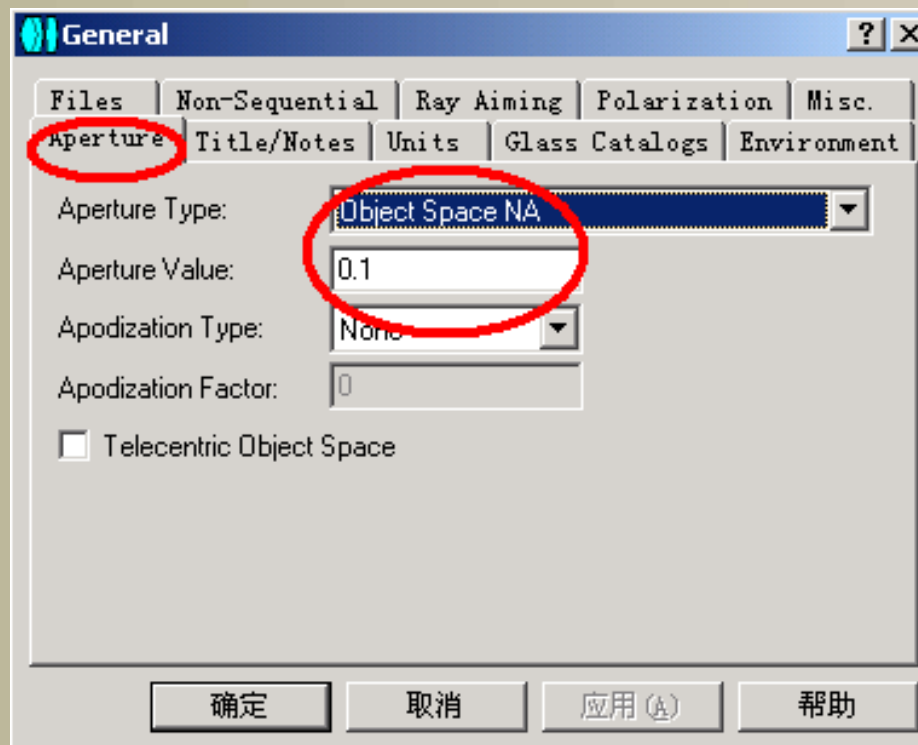 General
Files Non-Sequential Ray Aiming Polarization Misc.
Aperture Title/Notes Units Glass Catalogs Environment
Aperture Type: Object Space NA
Aperture Value: 0.1
Apodization Type: None
Apodization Factor: 0
Telecentric Object Space
确定 取消 应用(A) 帮助